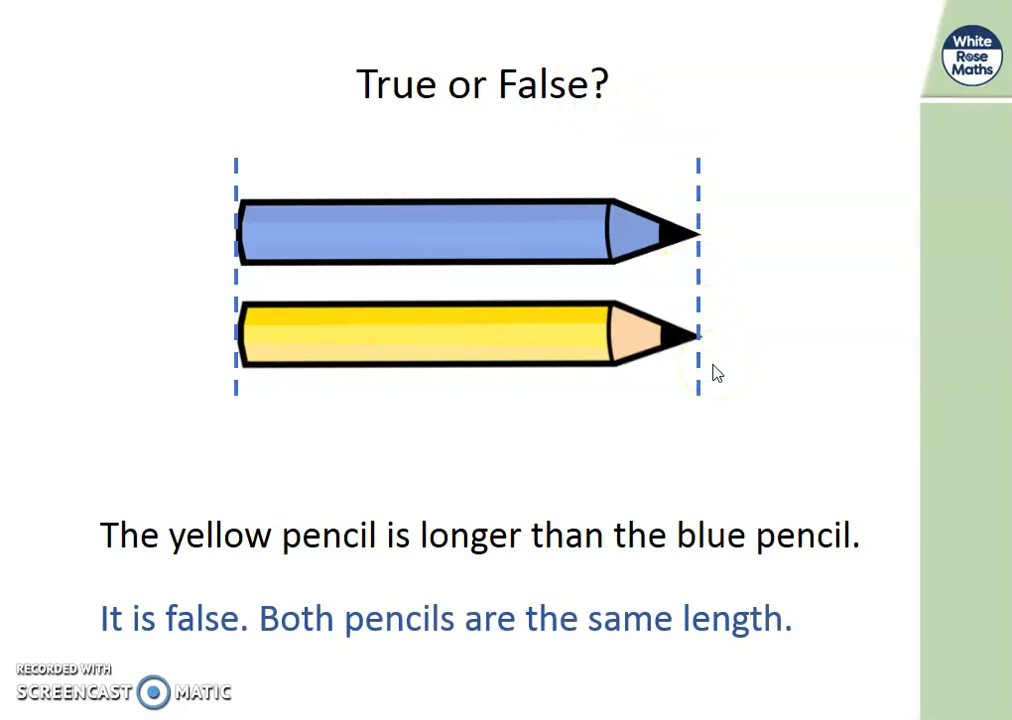 White
Rose
Maths
True or False?
The yellow pencil is longer than the blue pencil.
It is false. Both pencils are the same length.
RECORDED WITH
SCREENCAST MATIC